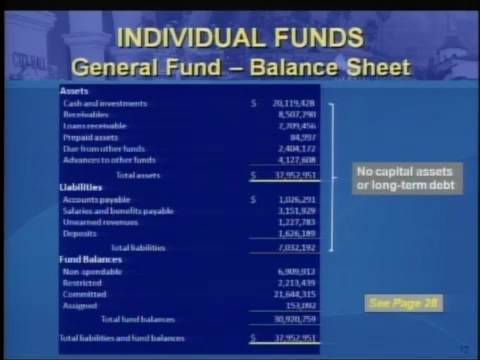 INDIVIDUAL FUNDS
General Fund – Balance Sheet
CITY HALL
Assets
Cash and investments $ 20,119,428
Receivables 8,507,290
Loans receivable 2,709,456
Prepaid assets 84,997
Due from other funds 2,404,172
Advances to other funds 4,127,608
Total assets $ 37,952,951
Liabilities
Accounts payable $ 1,026,291
Salaries and benefits payable 3,151,929
Unearned revenues 1,227,783
Deposits 1,626,189
Total liabilities 7,032,192
Fund Balances
Non-spendable 6,909,913
Restricted 2,213,439
Committed 21,644,315
Assigned 153,092
Total fund balances 30,920,759
Total liabilities and fund balances $ 37,952,951
No capital assets
or long-term debt
See Page 28
12